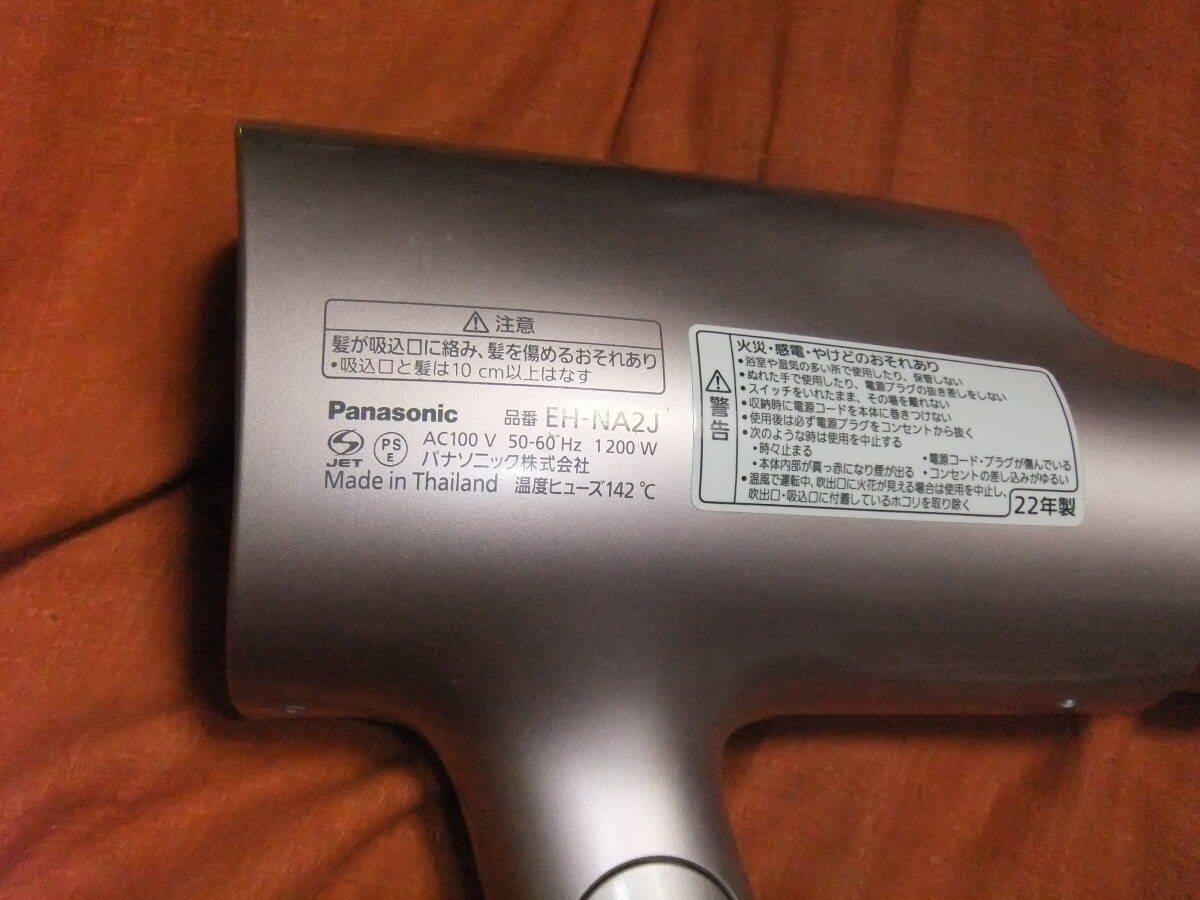 ⚠ 注意
髪が吸込口に絡み、髪を傷めるおそれあり
・吸込口と髪は10 cm以上はなす
Panasonic 品番 EH-NA2J
JET PS E AC100 V 50-60 Hz 1200 W
パナソニック株式会社
Made in Thailand 温度ヒューズ142 ℃
⚠ 警告
火災・感電・やけどのおそれあり
・浴室や湿気の多い所で使用したり、保管しない
・ぬれた手で使用したり、電源プラグの抜き差しをしない
・スイッチをいれたまま、その場を離れない
・収納時に電源コードを本体に巻きつけない
・使用後は必ず電源プラグをコンセントから抜く
・次のような時は使用を中止する
・時々止まる ・電源コード・プラグが傷んでいる
・本体内部が真っ赤になり煙が出る ・コンセントの差し込みがゆるい
・温風で運転中、吹出口に火花が見える場合は使用を中止し、
吹出口・吸込口に付着しているホコリを取り除く
22年製